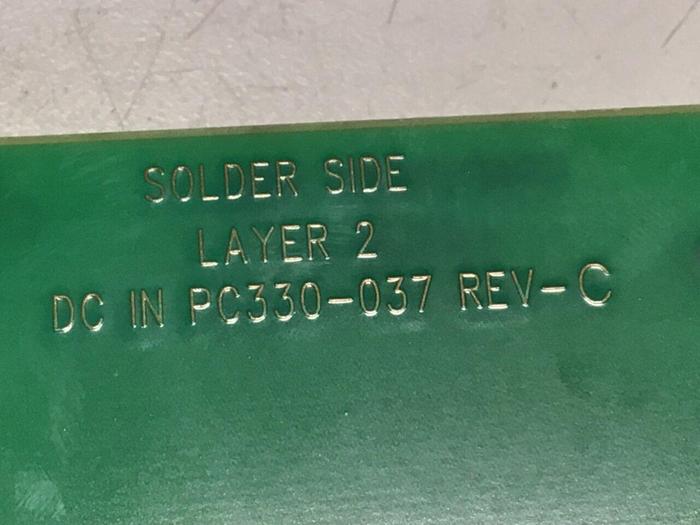 SOLDER SIDE
LAYER 2
DC IN PC330-037 REV-C